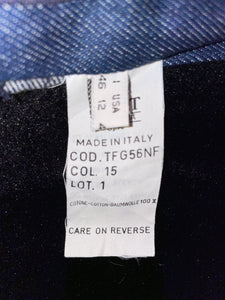 I USA
46 12
MADE IN ITALY
COD. TFG56NF
COL. 15
LOT. 1
COTONE-COTTON-BAUMWOLLE 100 %
CARE ON REVERSE